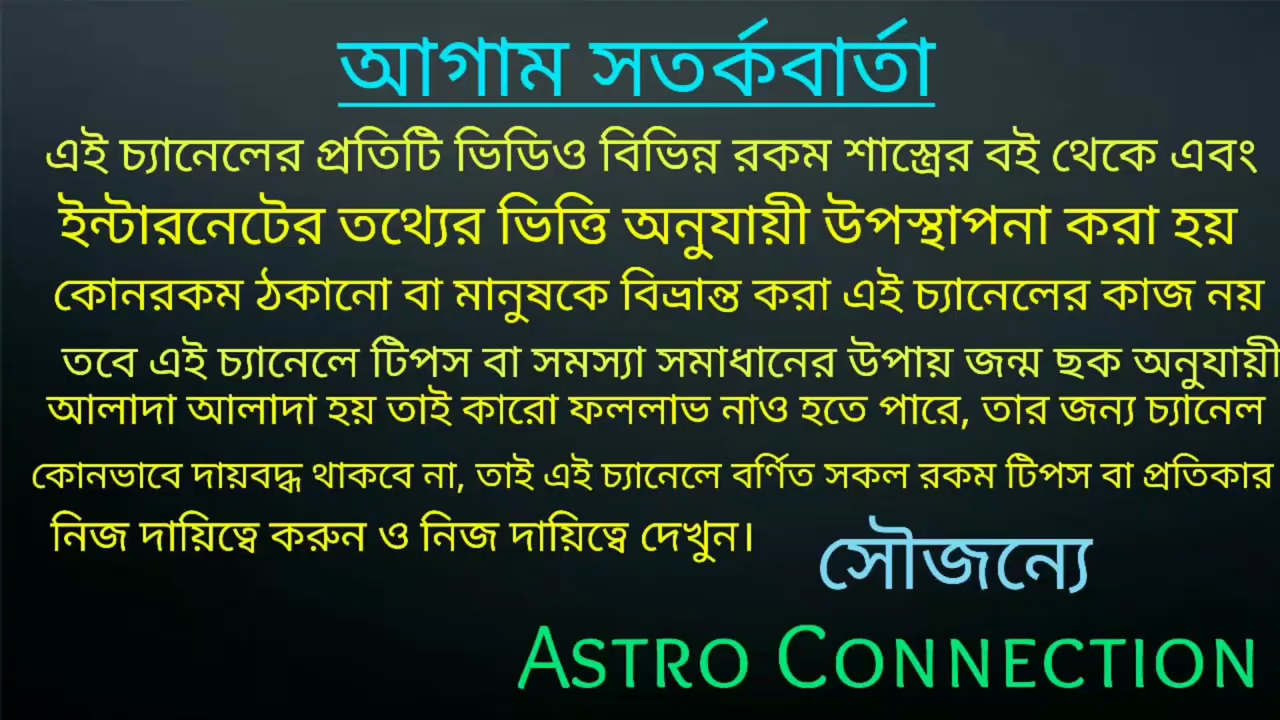 আগাম সতর্কবার্তা
এই চ্যানেলের প্রতিটি ভিডিও বিভিন্ন রকম শাস্ত্রের বই থেকে এবং
ইন্টারনেটের তথ্যের ভিত্তি অনুযায়ী উপস্থাপনা করা হয়
কোনরকম ঠকানো বা মানুষকে বিভ্রান্ত করা এই চ্যানেলের কাজ নয়
তবে এই চ্যানেলে টিপস বা সমস্যা সমাধানের উপায় জন্ম ছক অনুযায়ী
আলাদা আলাদা হয় তাই কারো ফললাভ নাও হতে পারে, তার জন্য চ্যানেল
কোনভাবে দায়বদ্ধ থাকবে না, তাই এই চ্যানেলে বর্ণিত সকল রকম টিপস বা প্রতিকার
নিজ দায়িত্বে করুন ও নিজ দায়িত্বে দেখুন।
সৌজন্যে
ASTRO CONNECTION